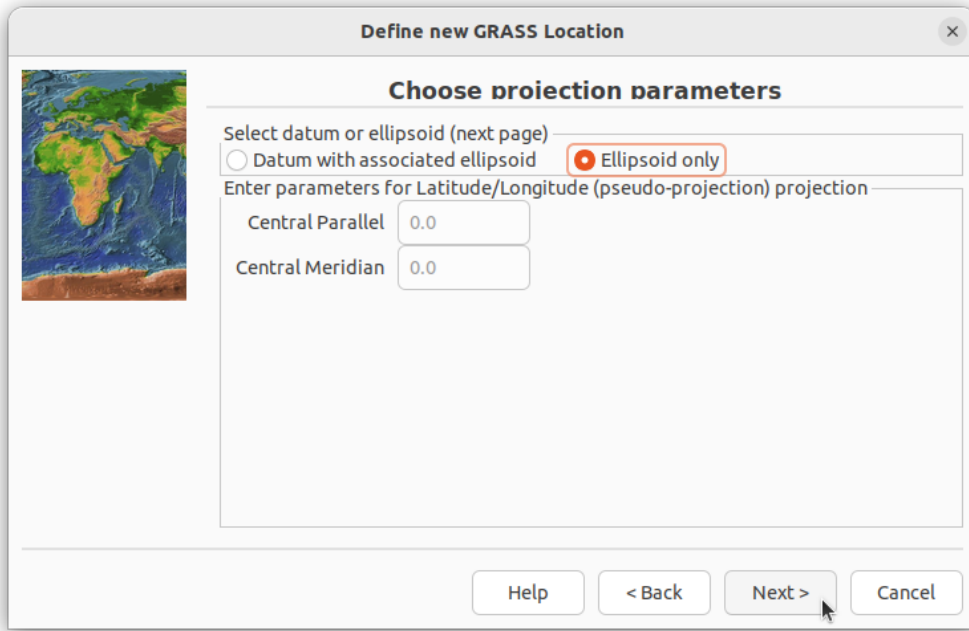 Define new GRASS Location
Choose projection parameters
Select datum or ellipsoid (next page)
Datum with associated ellipsoid Ellipsoid only
Enter parameters for Latitude/Longitude (pseudo-projection) projection
Central Parallel 0.0
Central Meridian 0.0
Help < Back Next > Cancel